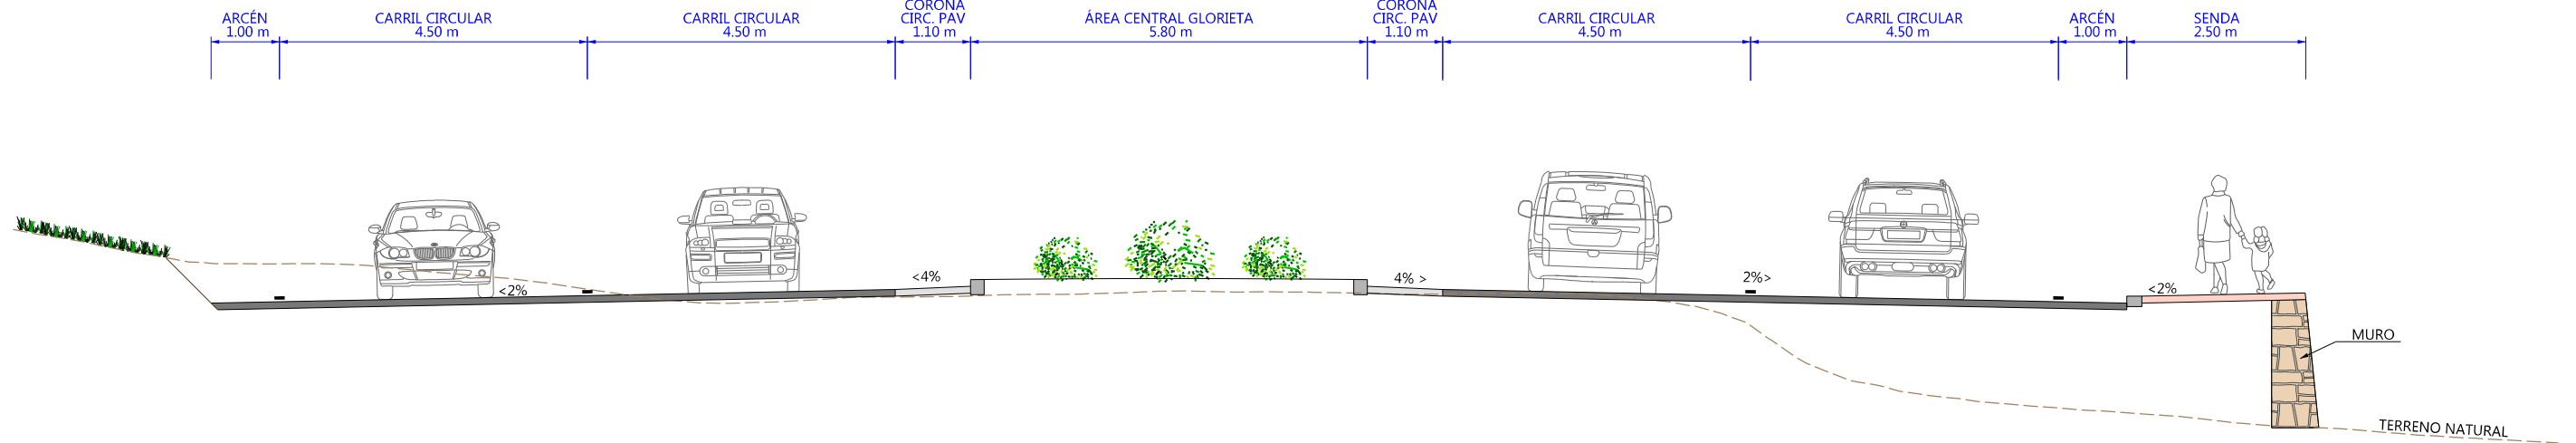 ARCÉN
1.00 m
CARRIL CIRCULAR
4.50 m
CARRIL CIRCULAR
4.50 m
CORONA
CIRC. PAV
1.10 m
ÁREA CENTRAL GLORIETA
5.80 m
CORONA
CIRC. PAV
1.10 m
CARRIL CIRCULAR
4.50 m
CARRIL CIRCULAR
4.50 m
ARCÉN
1.00 m
SENDA
2.50 m
<2%
<4%
4% >
2%>
<2%
MURO
TERRENO NATURAL